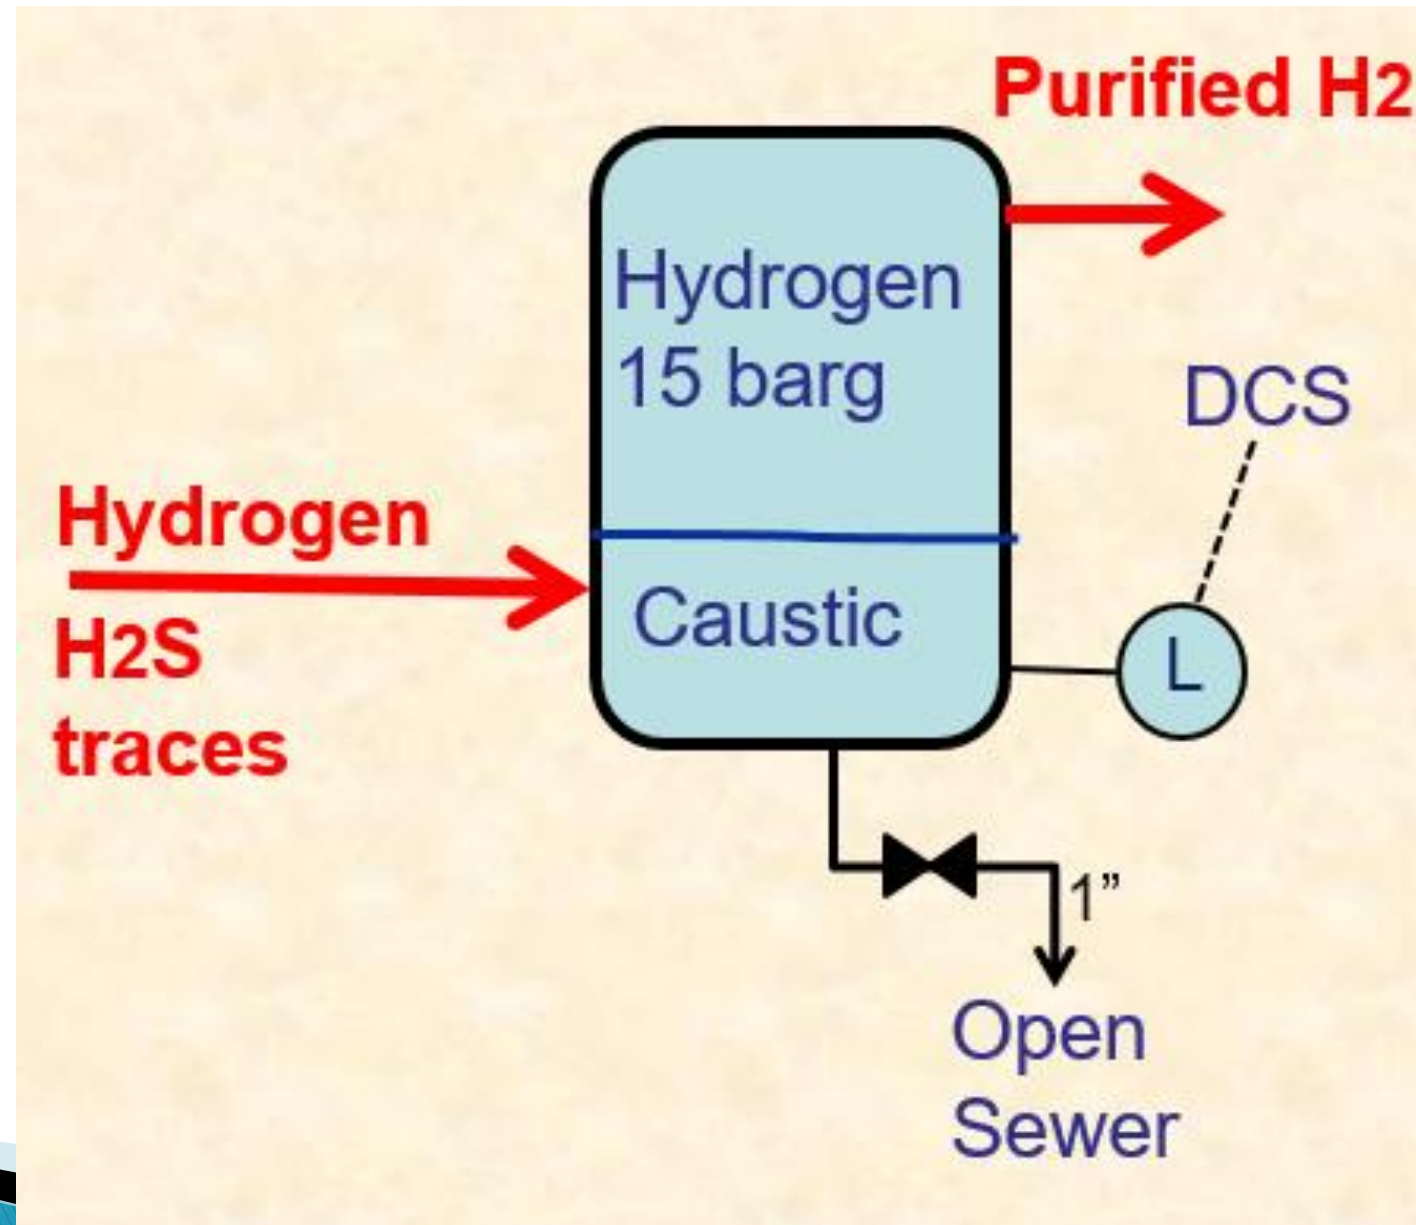 Purified H2
Hydrogen
15 barg
DCS
Hydrogen
H2S
traces
Caustic
L
1”
Open
Sewer